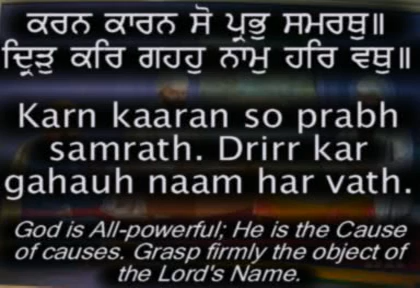 ਕਰਨ ਕਾਰਨ ਸੋ ਪ੍ਰਭੁ ਸਮਰਥੁ॥
ਦ੍ਰਿੜੁ ਕਰਿ ਗਹਹੁ ਨਾਮੁ ਹਰਿ ਵਥੁ॥
Karn kaaran so prabh
samrath. Drirr kar
gahauh naam har vath.
God is All-powerful; He is the Cause
of causes. Grasp firmly the object of
the Lord's Name.